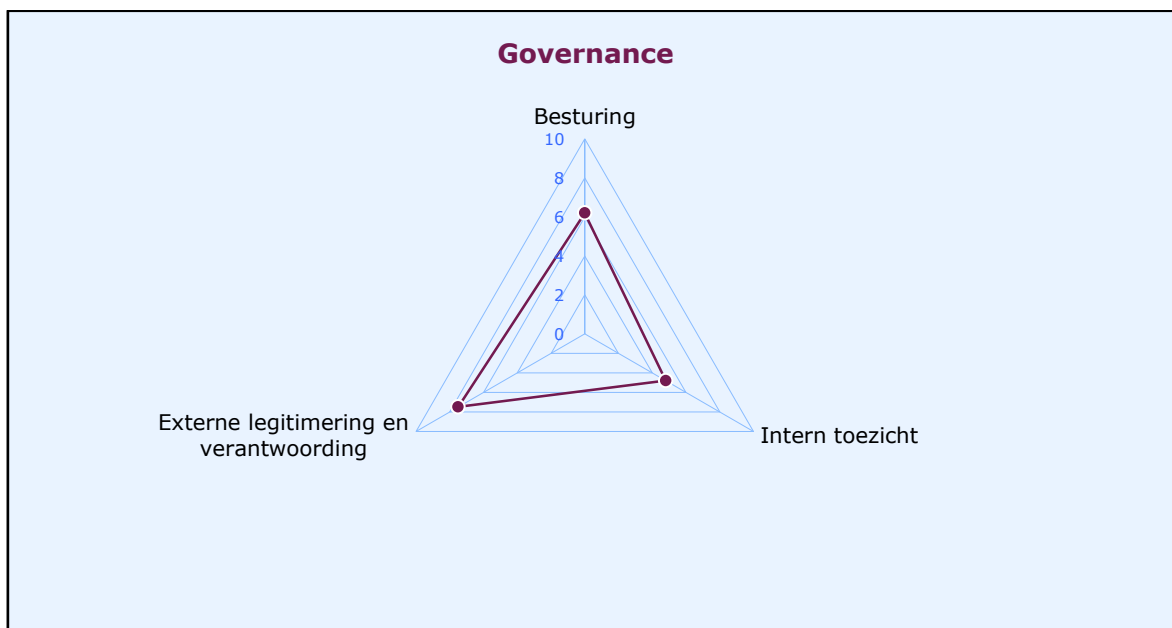 Governance
Besturing
10
8
6
4
2
0
Externe legitimering en
verantwoording
Intern toezicht